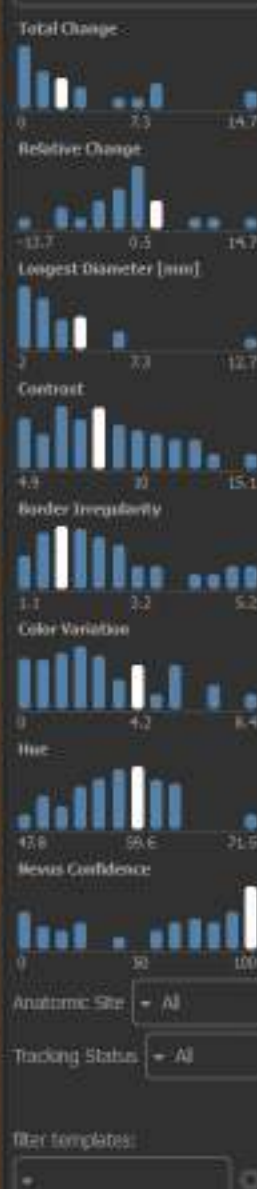 Total Change
0 7.3 14.7
Relative Change
-13.7 0.5 14.7
Longest Diameter [mm]
2 7.3 12.7
Contrast
4.9 10 15.1
Border Irregularity
1.1 3.2 5.2
Color Variation
0 4.2 8.4
Hue
47.8 59.6 71.5
Nevus Confidence
0 50 100
Anatomic Site All
Tracking Status All
filter templates: